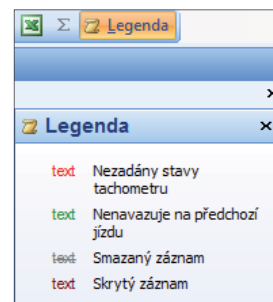 Σ Legenda
Legenda
text Nezadány stavy
tachometru
text Nenavazuje na předchozí
jízdu
text Smazaný záznam
text Skrytý záznam